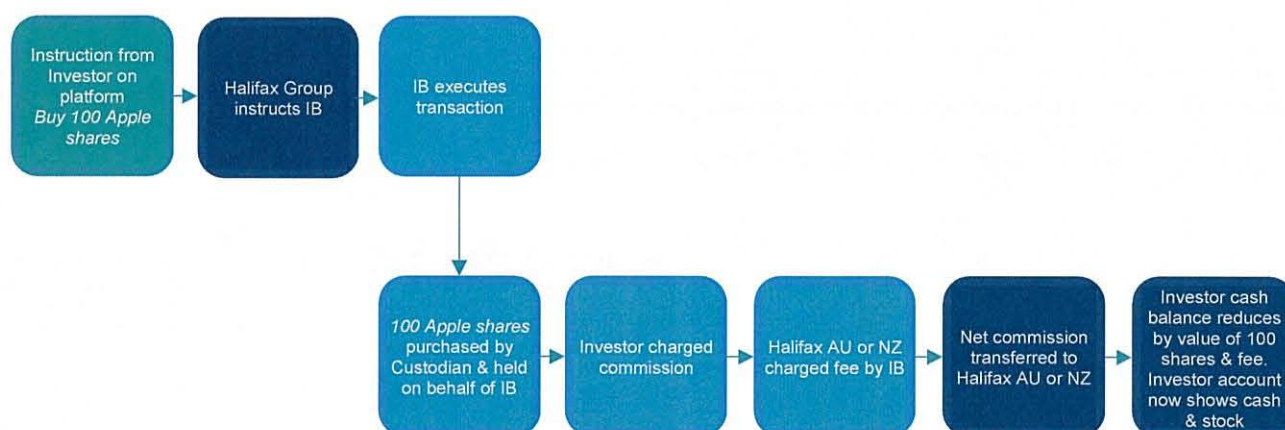 Instruction from
Investor on
platform
Buy 100 Apple
shares
Halifax Group
instructs IB
IB executes
transaction
100 Apple shares
purchased by
Custodian & held
on behalf of IB
Investor charged
commission
Halifax AU or NZ
charged fee by IB
Net commission
transferred to
Halifax AU or NZ
Investor cash
balance reduces
by value of 100
shares & fee.
Investor account
now shows cash
& stock